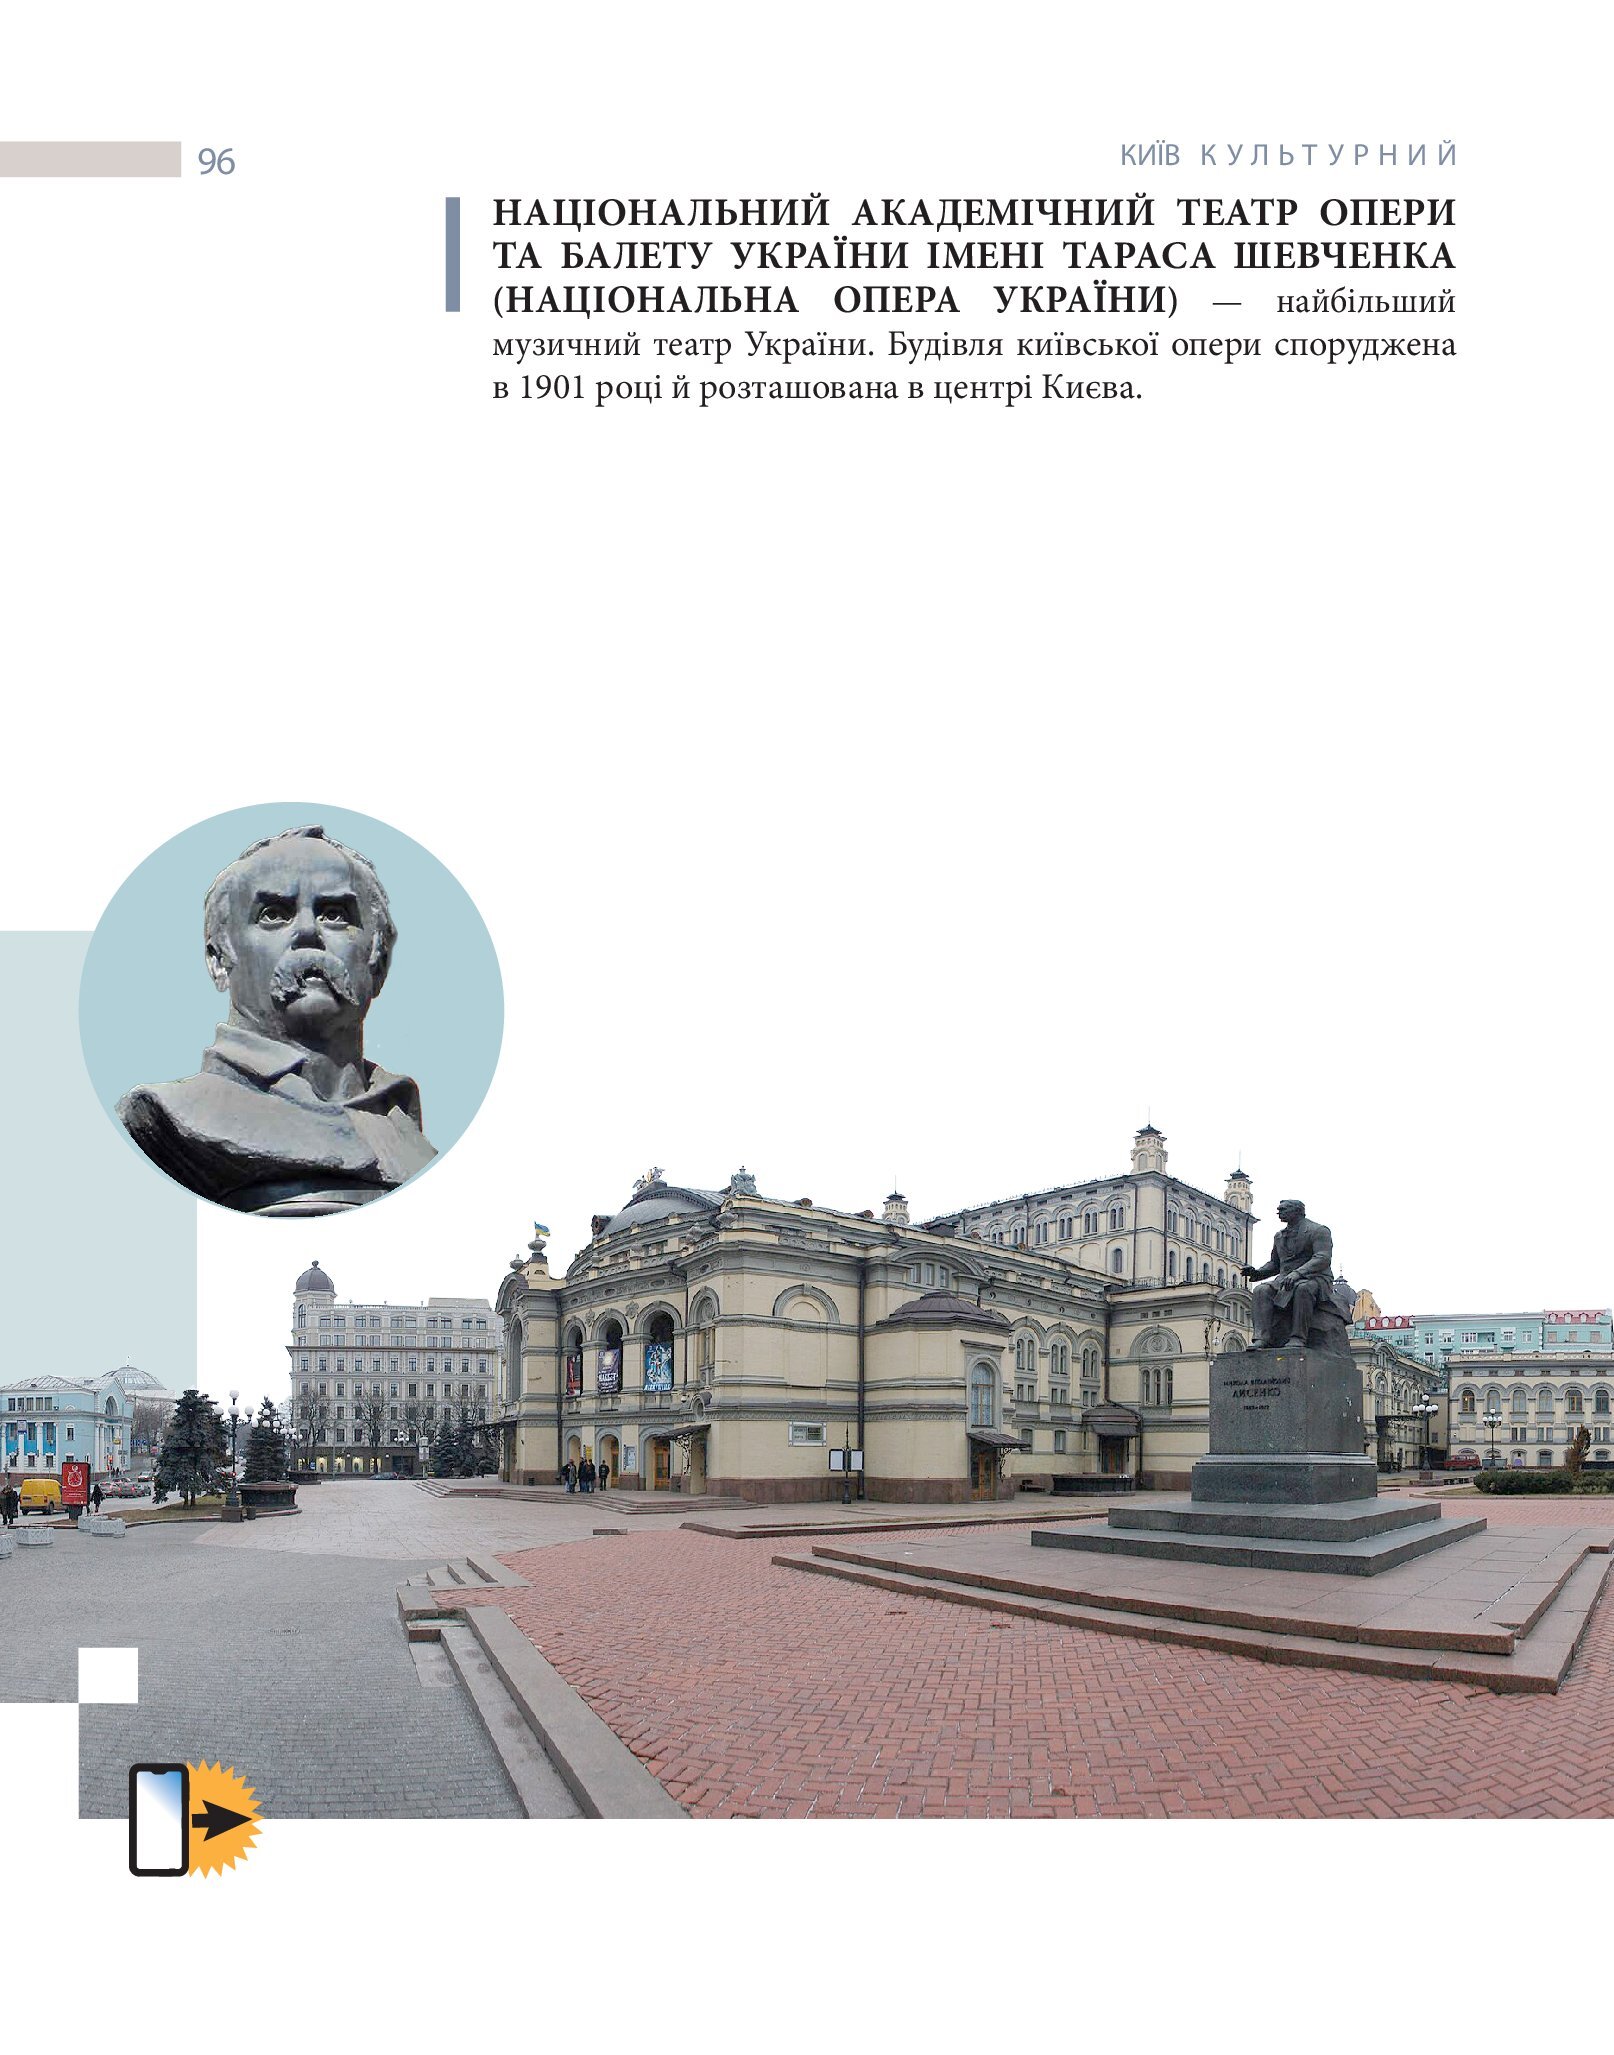 96
КИЇВ КУЛЬТУРНИЙ
НАЦІОНАЛЬНИЙ АКАДЕМІЧНИЙ ТЕАТР ОПЕРИ
ТА БАЛЕТУ УКРАЇНИ ІМЕНІ ТАРАСА ШЕВЧЕНКА
(НАЦІОНАЛЬНА ОПЕРА УКРАЇНИ) — найбільший
музичний театр України. Будівля київської опери споруджена
в 1901 році й розташована в центрі Києва.
ЛИСЕНКО